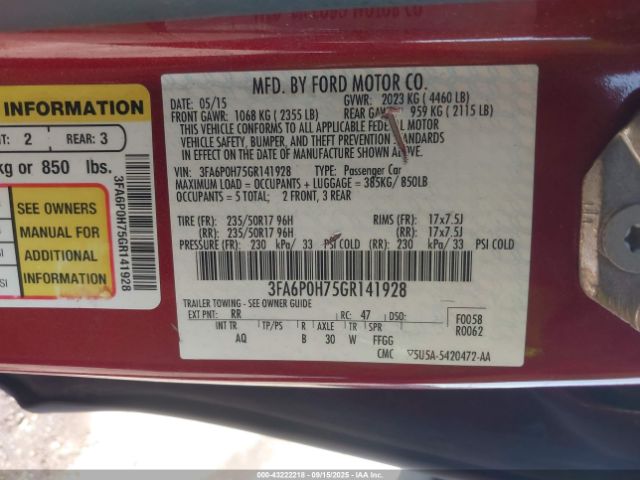 INFORMATION
NT: 2
REAR: 3
kg or 850 lbs.
SEE OWNERS
MANUAL FOR
ADDITIONAL
INFORMATION
3FA6P0H75GR141928
MFD. BY FORD MOTOR CO.
DATE: 05/15 GVWR: 2023 KG ( 4460 LB)
FRONT GAWR: 1068 KG ( 2355 LB) REAR 959 KG ( 2115 LB)
THIS VEHICLE CONFORMS TO ALL APPLICABLE FEDERAL MOTOR
VEHICLE SAFETY, BUMPER, AND THEFT PREVENTION STANDARDS
IN EFFECT ON THE DATE OF MANUFACTURE SHOWN ABOVE.
VIN: 3FA6P0H75GR141928 TYPE: Passenger Car
MAXIMUM LOAD = OCCUPANTS + LUGGAGE = 385KG/ 850LB
OCCUPANTS = 5 TOTAL; 2 FRONT, 3 REAR
TIRE (FR): 235/50R17 96H RIMS (FR): 17x7.5J
(RR): 235/50R17 96H (RR): 17x7.5J
PRESSURE (FR): 230 kPa/ 33 PSI COLD (RR): 230 kPa/ 33 PSI COLD
3FA6P0H75GR141928
TRAILER TOWING - SEE OWNER GUIDE
EXT PNT: RR RC: 47 DSO: F0058
R0062
INT TR TP/PS R AXLE TR SPR
AQ B 30 W FFGG
CMC 5U5A-5420472-AA
000-43222218 - 09/15/2025 - www.iaai.com